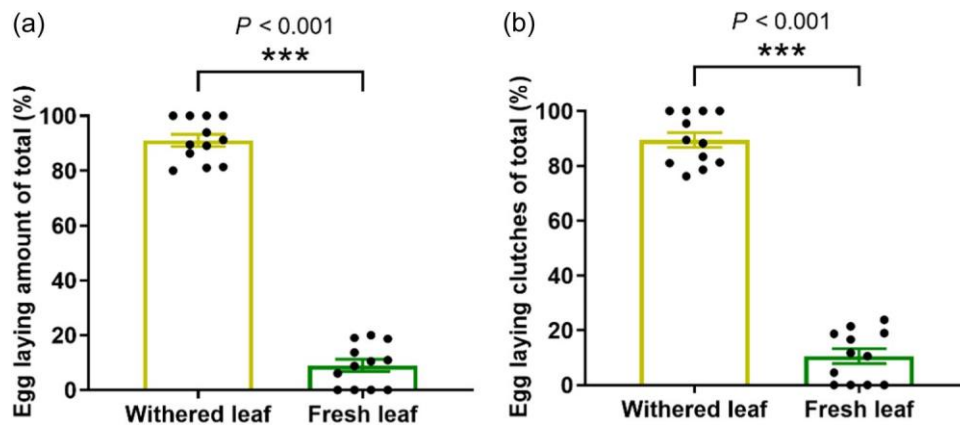 (a)
P < 0.001
***
Egg laying amount of total (%)
100
80
60
40
20
0
Withered leaf
Fresh leaf
(b)
P < 0.001
***
Egg laying clutches of total (%)
100
80
60
40
20
0
Withered leaf
Fresh leaf